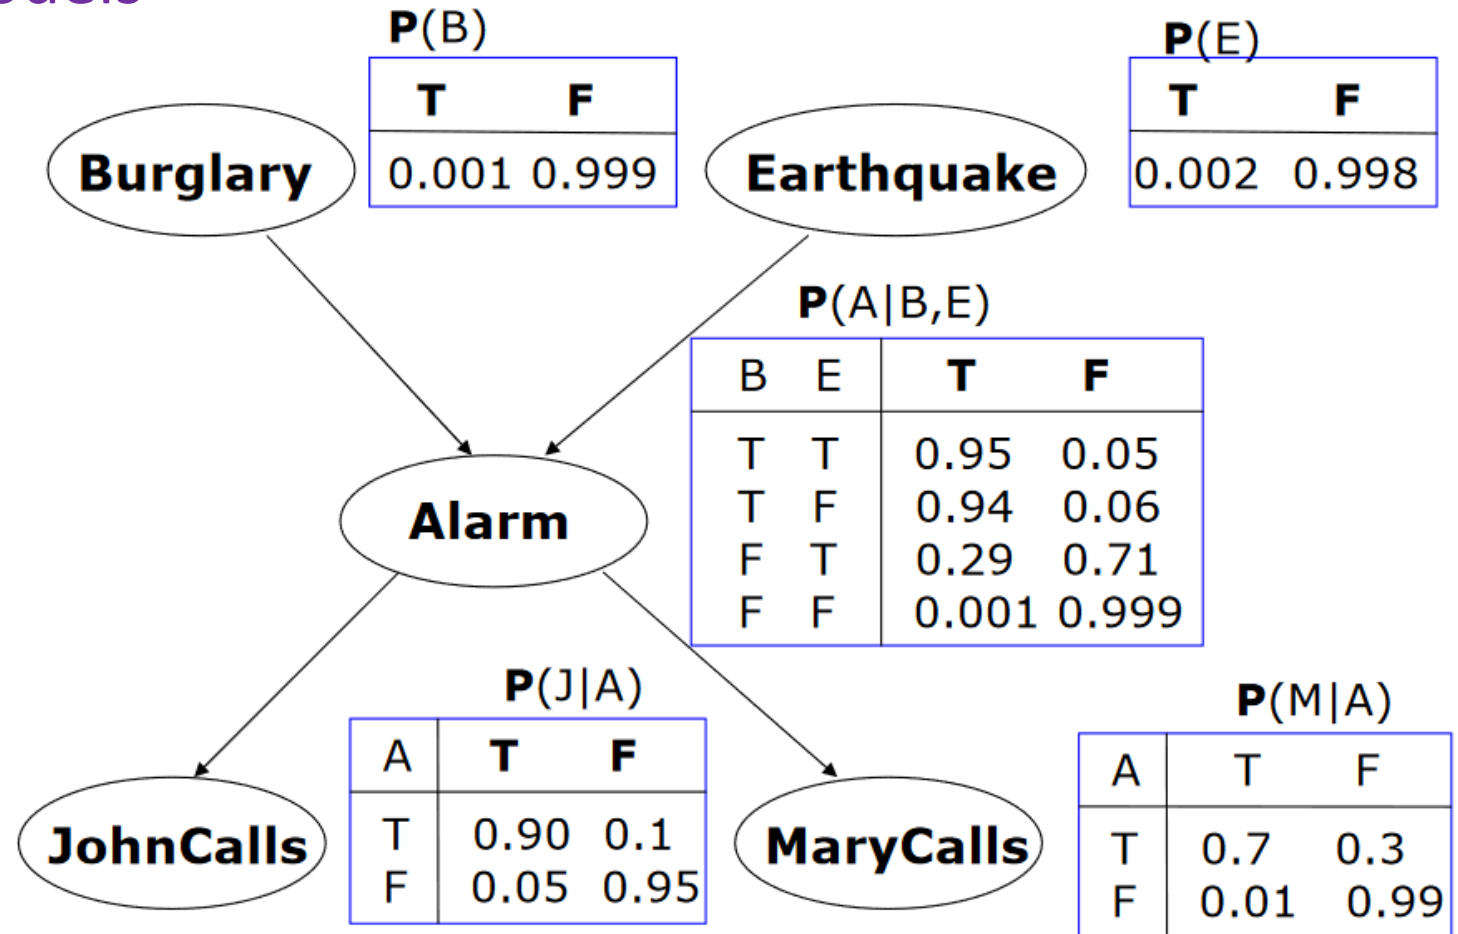 P(B)
T F
0.001 0.999
Burglary
P(E)
T F
0.002 0.998
Earthquake
P(A|B,E)
B E T F
T T 0.95 0.05
T F 0.94 0.06
F T 0.29 0.71
F F 0.001 0.999
Alarm
P(J|A)
A T F
T 0.90 0.1
F 0.05 0.95
JohnCalls
P(M|A)
A T F
T 0.7 0.3
F 0.01 0.99
MaryCalls